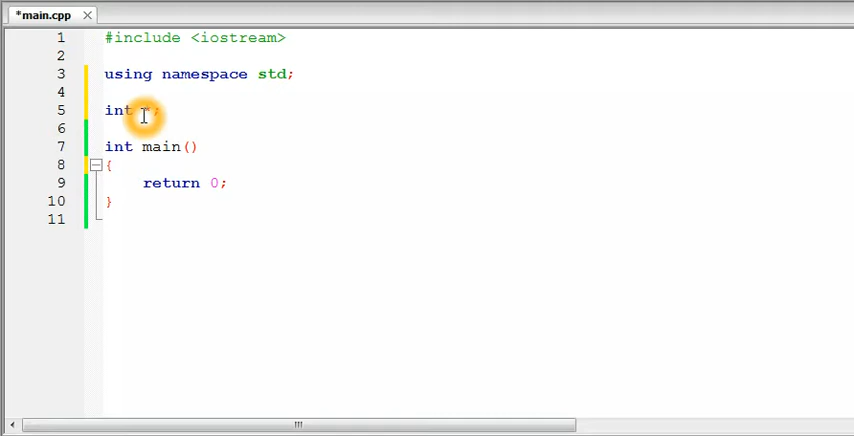 *main.cpp
1 #include <iostream>
2
3 using namespace std;
4
5 int *;
6
7 int main()
8 {
9 return 0;
10 }
11